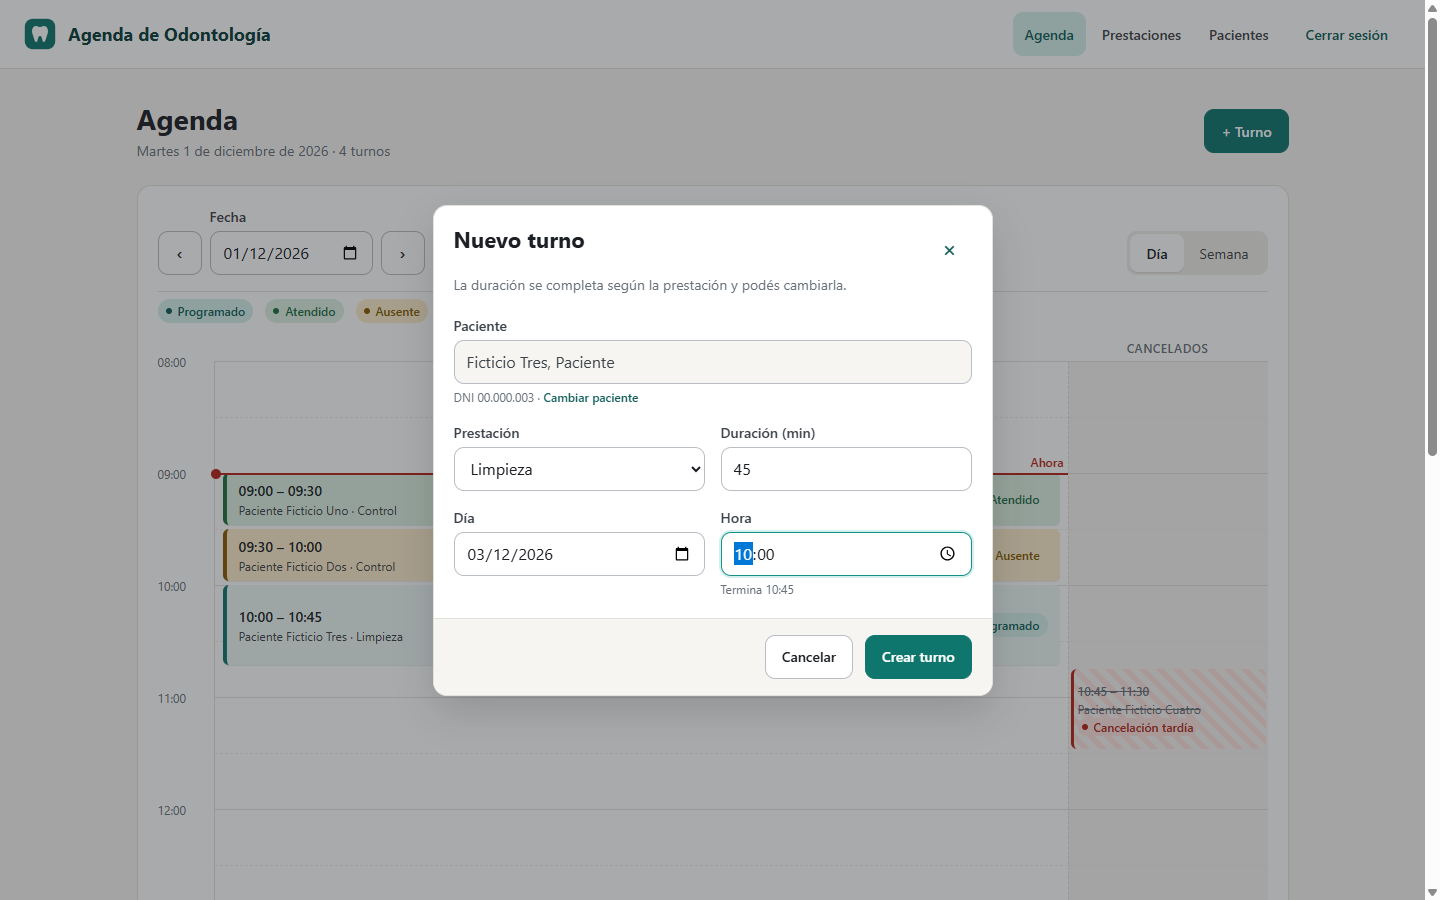 Agenda de Odontología
Agenda
Prestaciones
Pacientes
Cerrar sesión
Agenda
Martes 1 de diciembre de 2026 · 4 turnos
+ Turno
Fecha
‹
01/12/2026
›
Día
Semana
Programado
Atendido
Ausente
CANCELADOS
08:00
09:00
10:00
11:00
12:00
Ahora
09:00 – 09:30
Paciente Ficticio Uno · Control
Atendido
09:30 – 10:00
Paciente Ficticio Dos · Control
Ausente
10:00 – 10:45
Paciente Ficticio Tres · Limpieza
gramado
10:45 – 11:30
Paciente Ficticio Cuatro
Cancelación tardía
Nuevo turno
✕
La duración se completa según la prestación y podés cambiarla.
Paciente
Ficticio Tres, Paciente
DNI 00.000.003 · Cambiar paciente
Prestación
Limpieza
Duración (min)
45
Día
03/12/2026
Hora
10:00
Termina 10:45
Cancelar
Crear turno